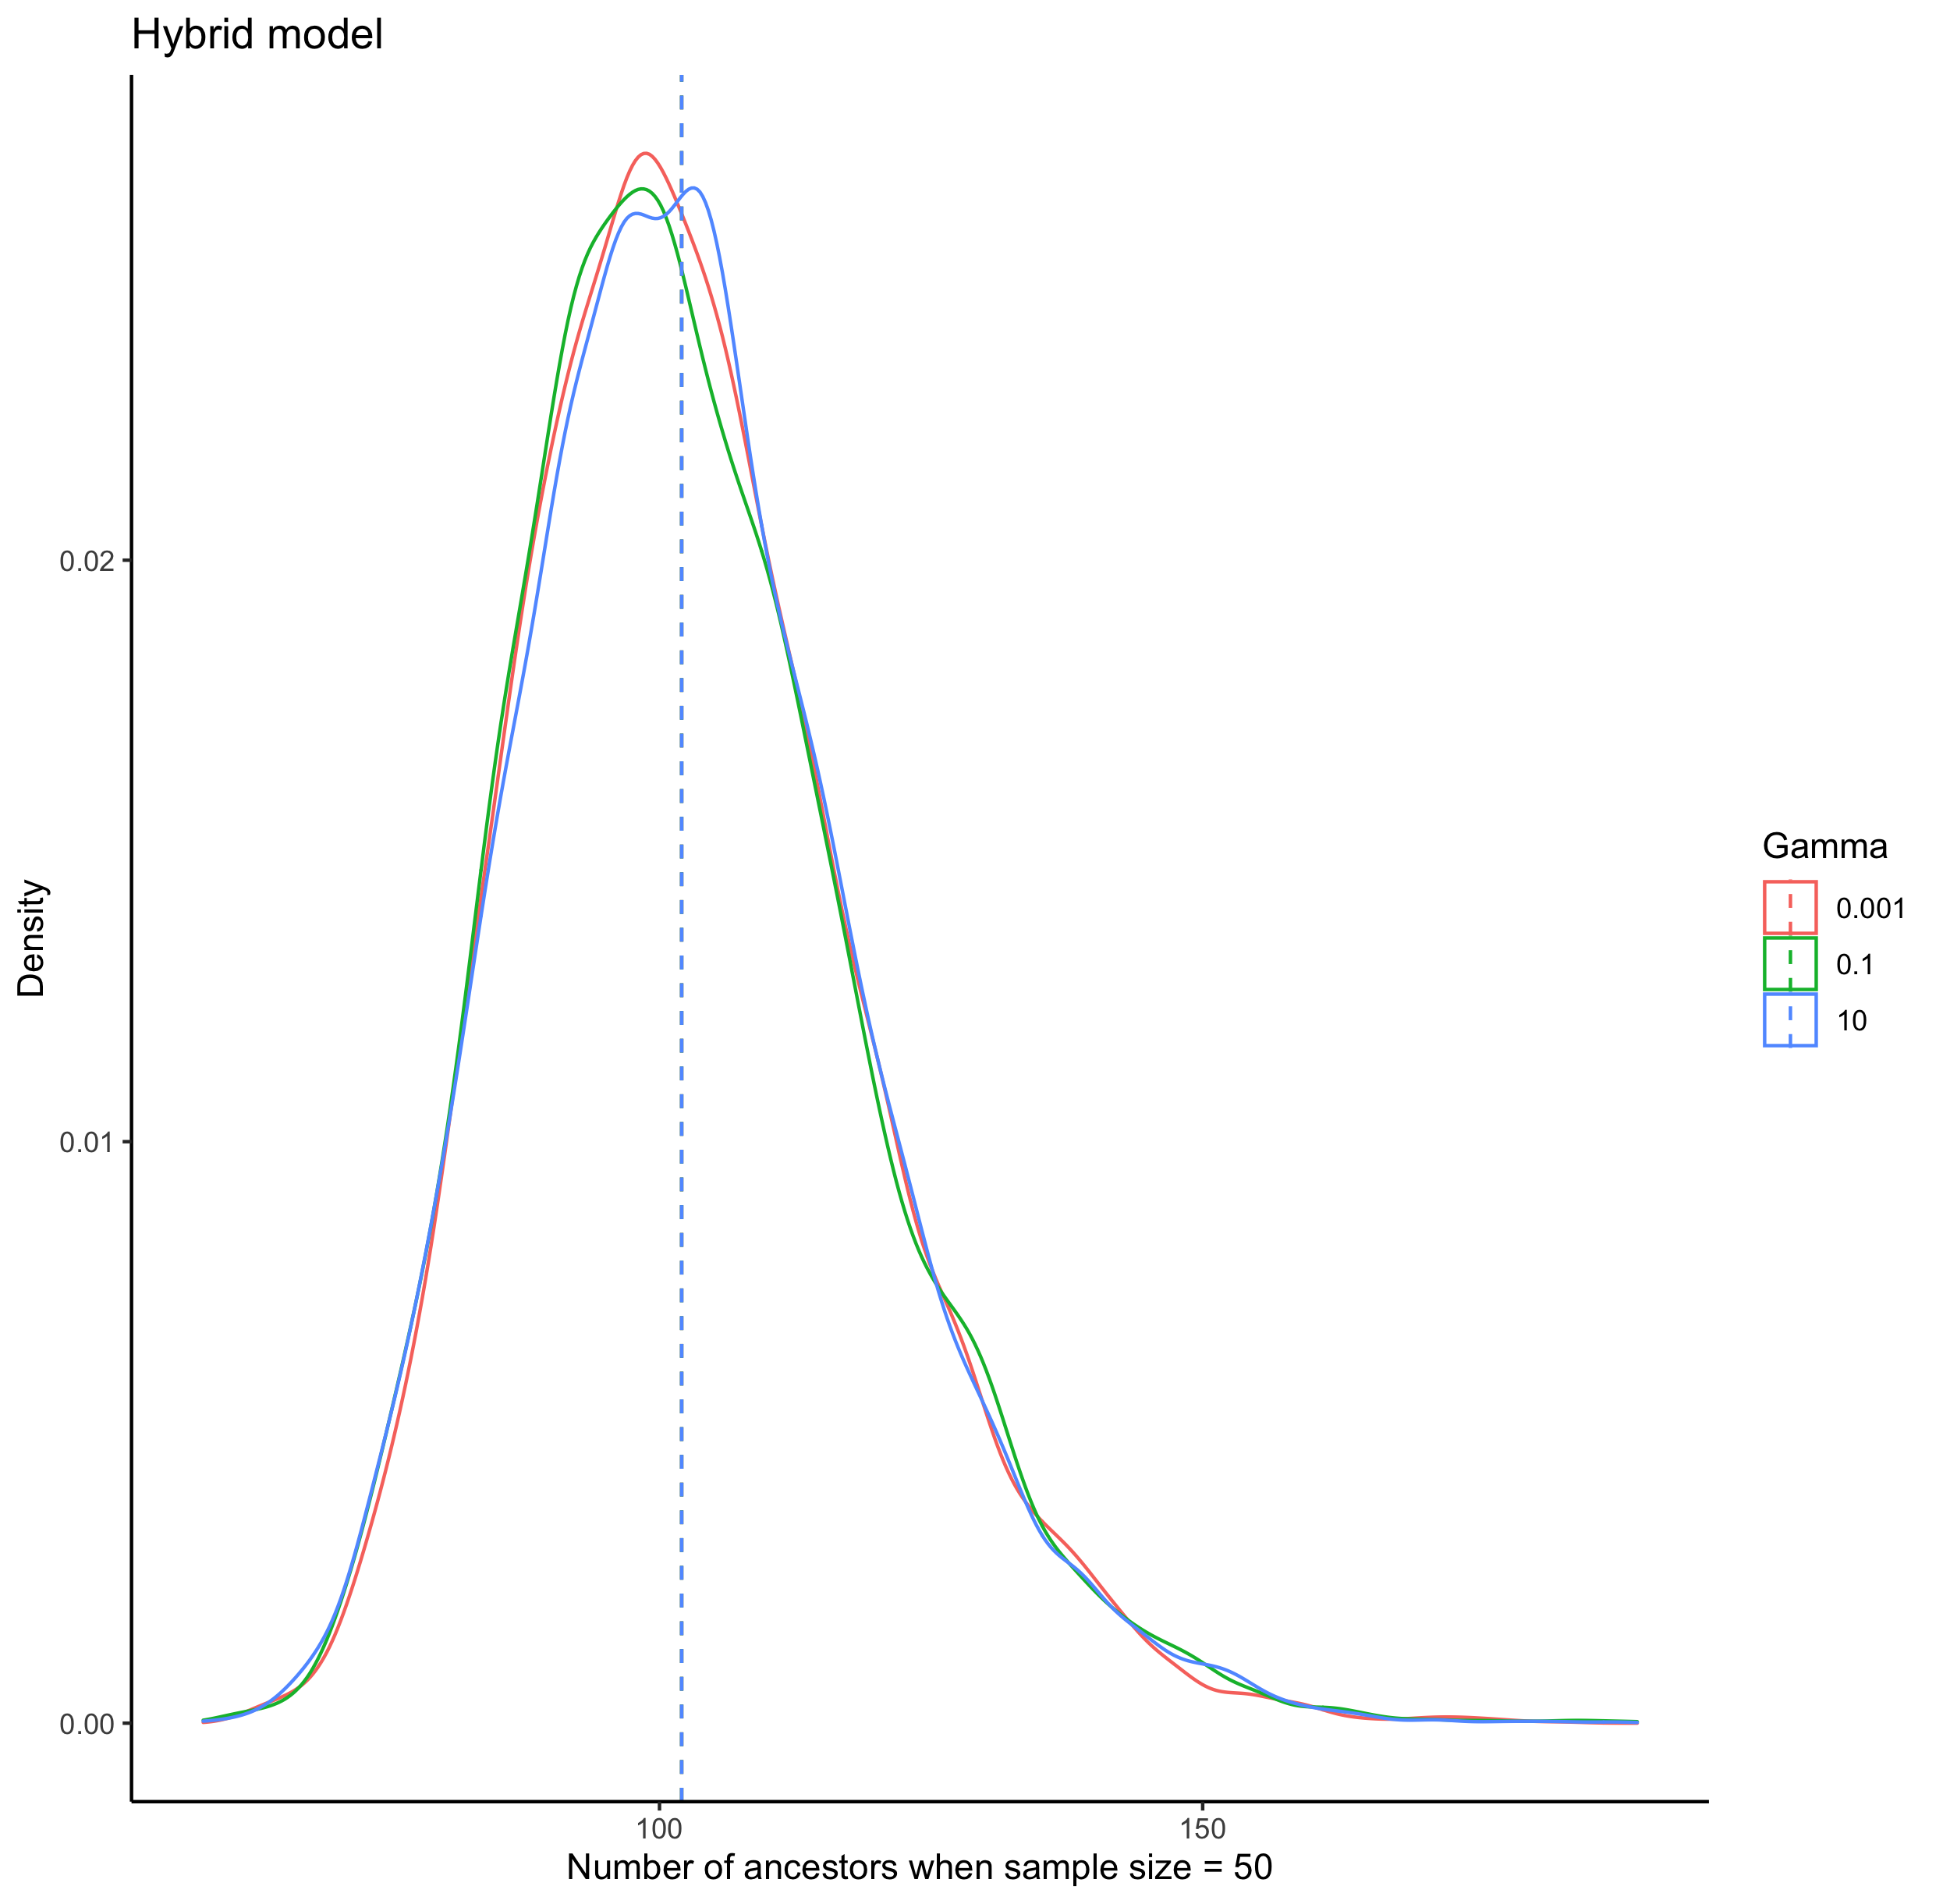 Hybrid model
Density
0.02
0.01
0.00
100
150
Number of ancestors when sample size = 50
Gamma
0.001
0.1
10